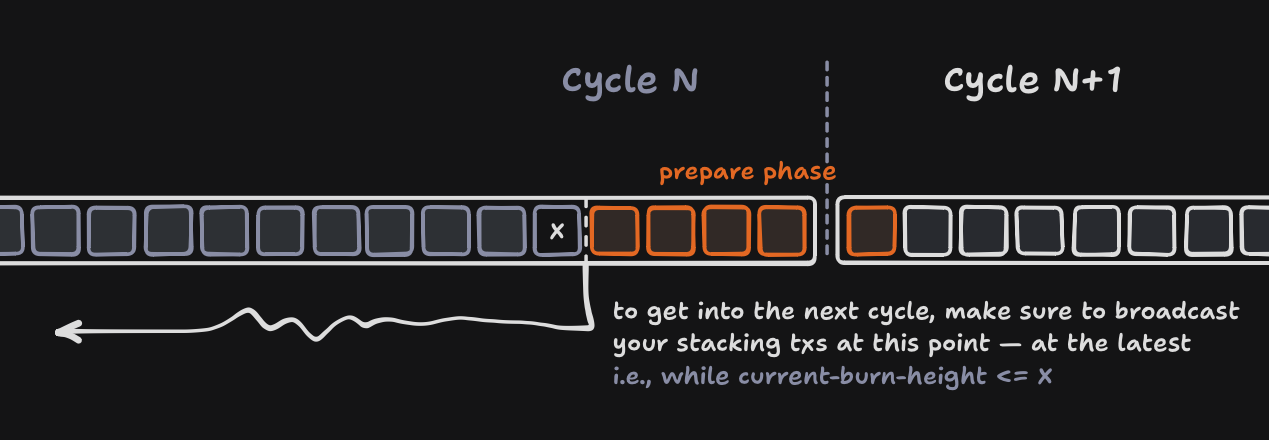 Cycle N
Cycle N+1
prepare phase
x
to get into the next cycle, make sure to broadcast
your stacking txs at this point — at the latest
i.e., while current-burn-height <= X